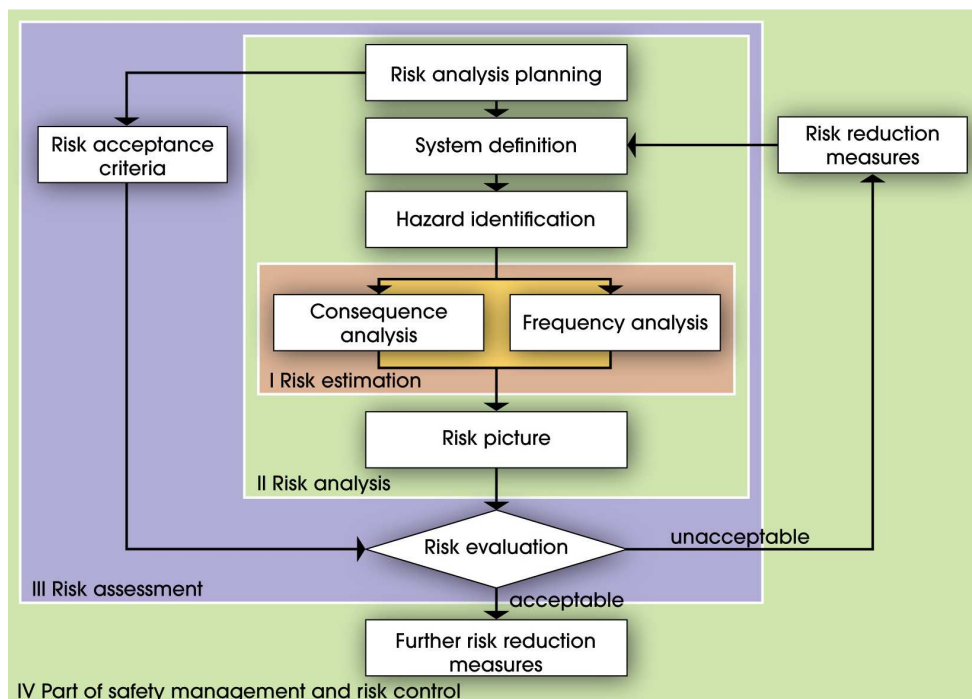 Risk analysis planning
Risk acceptance
criteria
System definition
Risk reduction
measures
Hazard identification
Consequence
analysis
Frequency analysis
I Risk estimation
Risk picture
II Risk analysis
Risk evaluation
unacceptable
III Risk assessment
acceptable
Further risk reduction
measures
IV Part of safety management and risk control